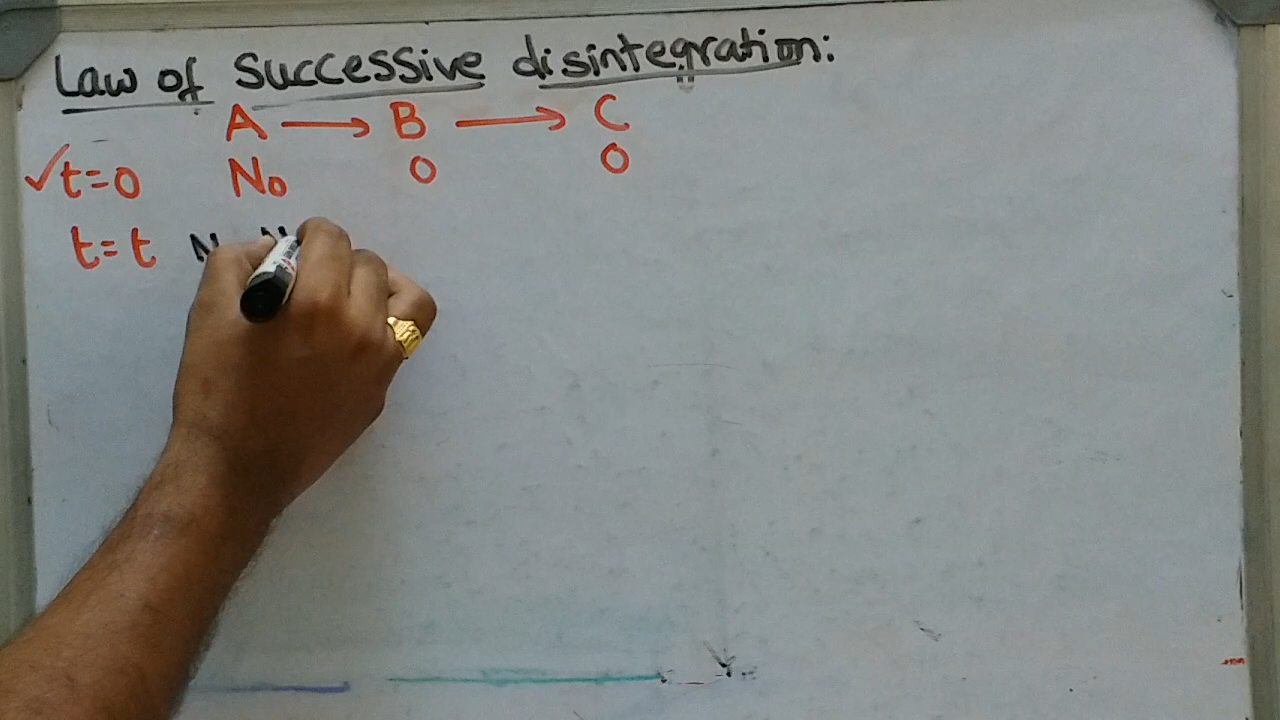 Law of successive disintegration:
A → B → C
✓t=0 N₀ 0 0
t=t N